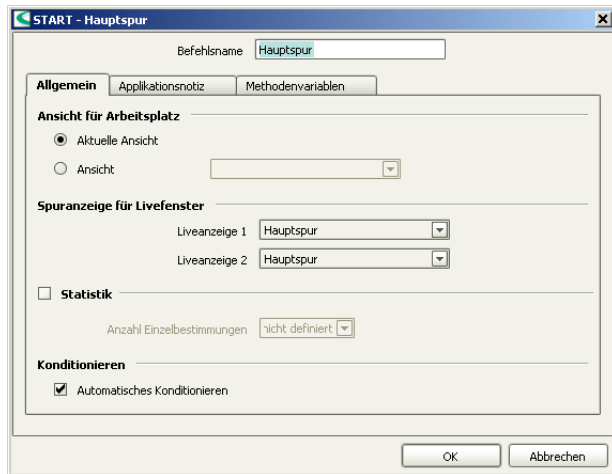 START - Hauptspur
Befehlsname Hauptspur
Allgemein Applikationsnotiz Methodenvariablen
Ansicht für Arbeitsplatz
Aktuelle Ansicht
Ansicht
Spuranzeige für Livefenster
Liveanzeige 1 Hauptspur
Liveanzeige 2 Hauptspur
Statistik
Anzahl Einzelbestimmungen nicht definiert
Konditionieren
Automatisches Konditionieren
OK Abbrechen